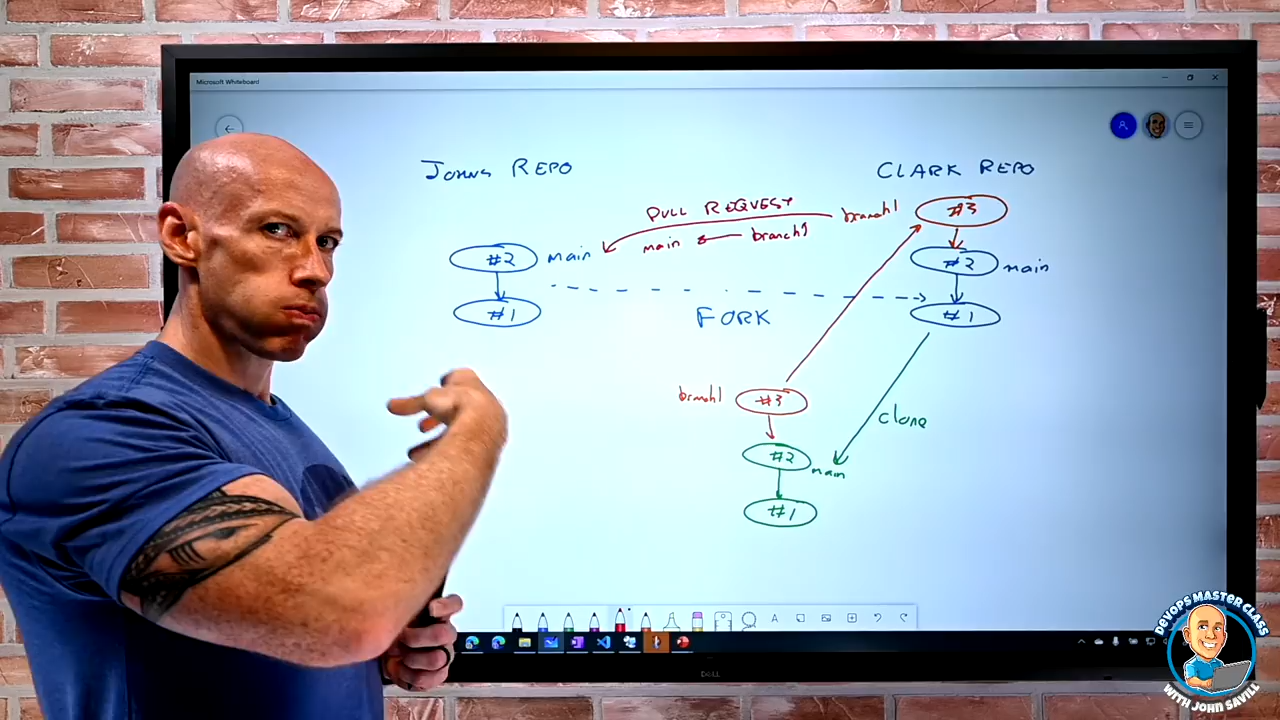 Microsoft Whiteboard
JOHNS REPO
CLARK REPO
PULL REQUEST
branch1
#3
main
branch1
#2
main
#2
main
#1
FORK
#1
branch1
#3
clone
#2
main
#1
A
DELL
DEVOPS MASTER CLASS
WITH JOHN SAVILL